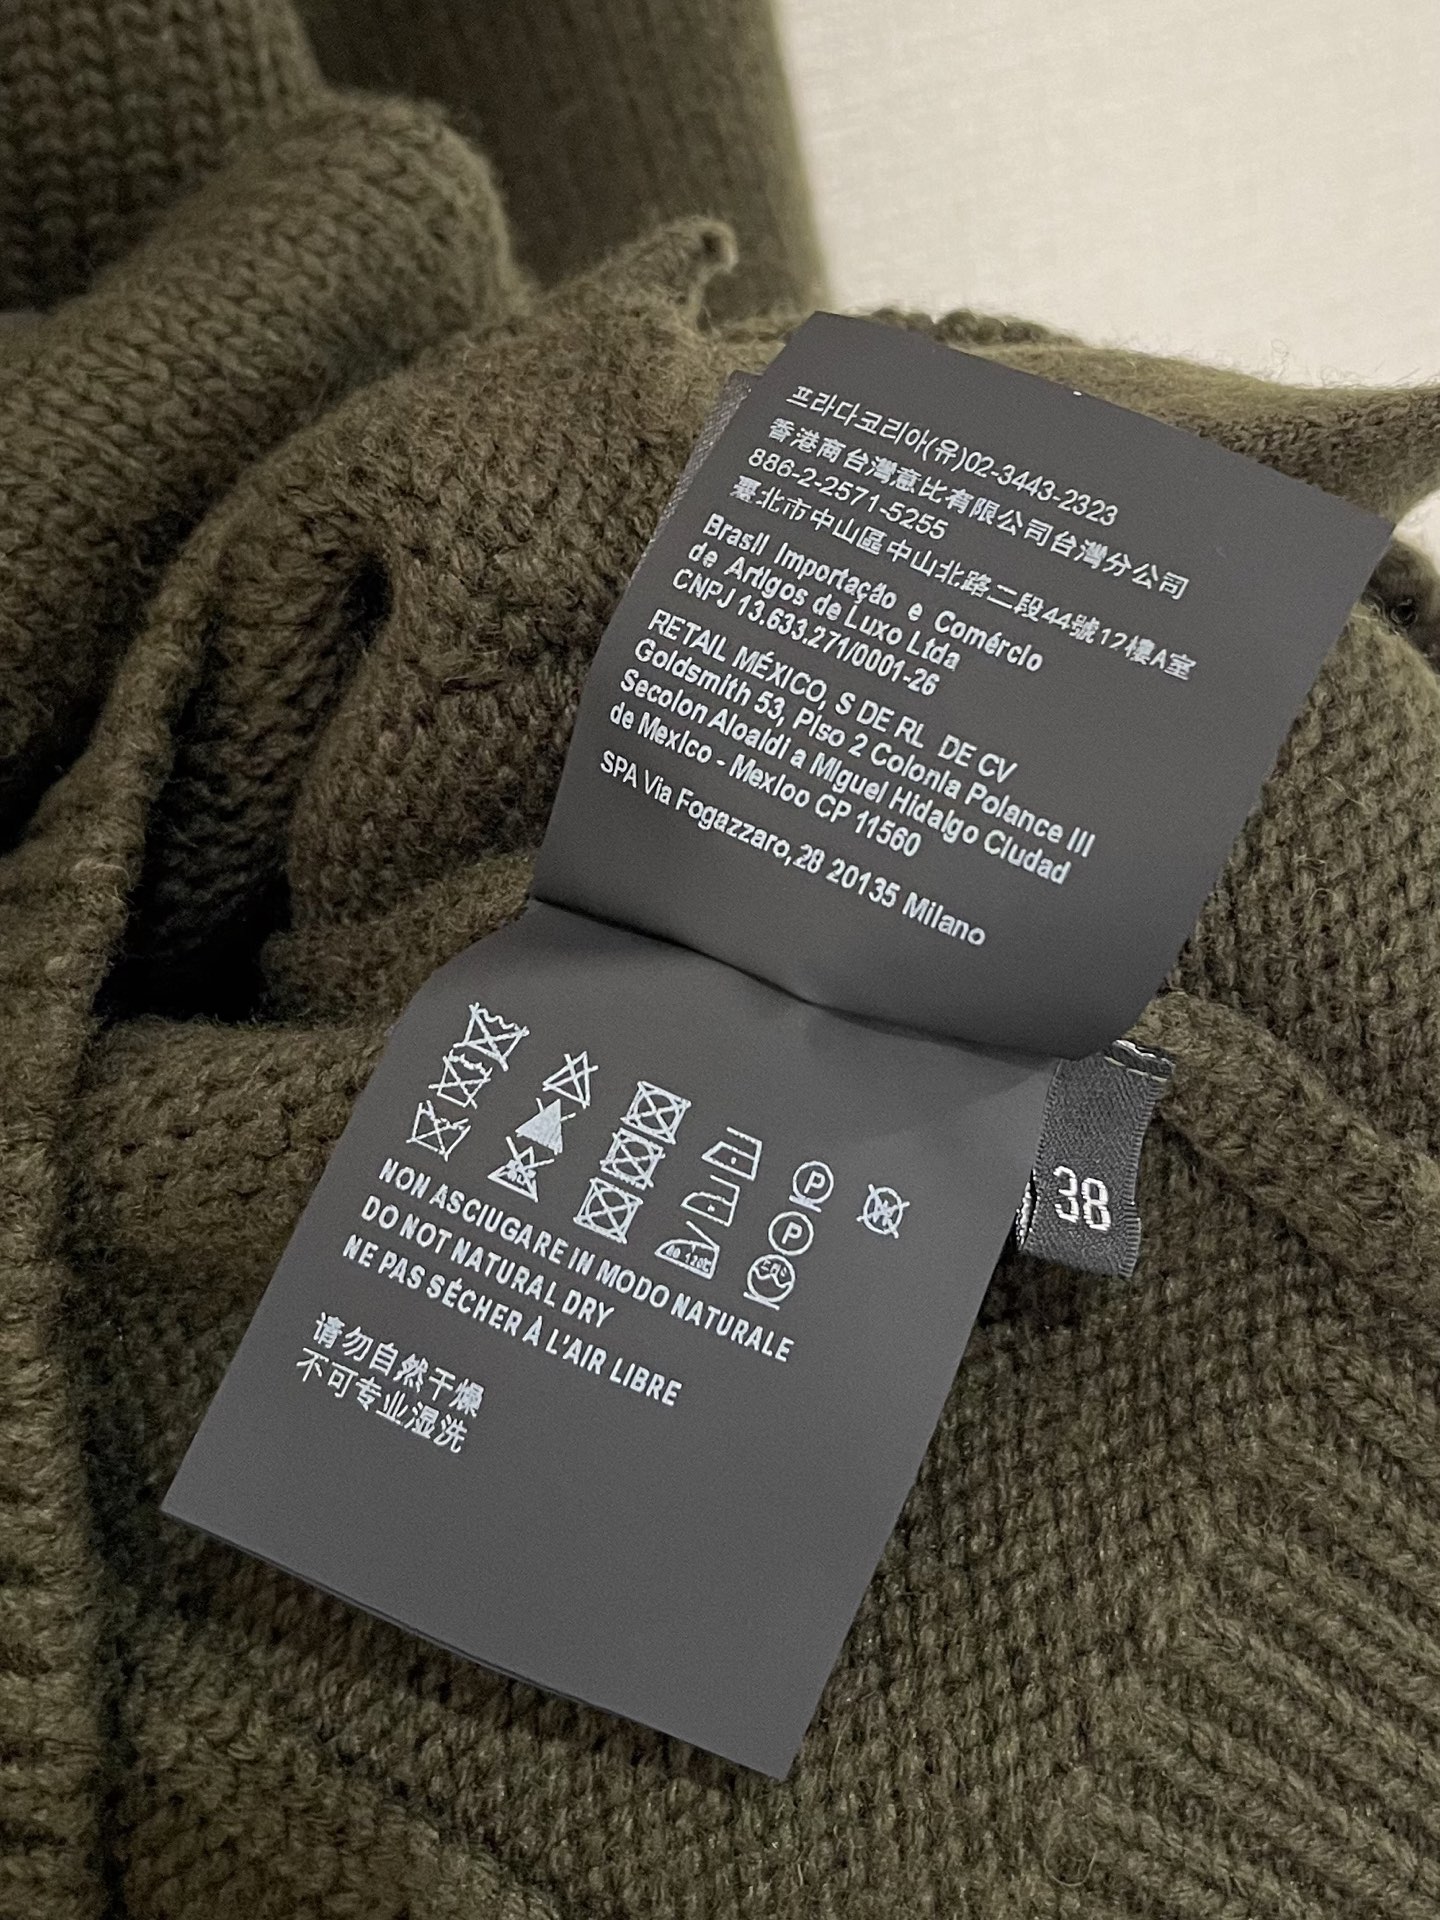 프라다코리아(유)02-3443-2323
香港商台灣意比有限公司台灣分公司
886-2-2571-5255
臺北市中山區中山北路二段44號12樓A室
Brasil Importação e Comércio
de Artigos de Luxo Ltda
CNPJ 13.633.271/0001-26
RETAIL MÉXICO, S DE RL DE CV
Goldsmith 53, Piso 2 Colonia Polance III
Secolon Aloaldi a Miguel Hidalgo Ciudad
de Mexico - Mexico CP 11560
SPA Via Fogazzaro, 28 20135 Milano
P
P
38
NON ASCIUGARE IN MODO NATURALE
DO NOT NATURAL DRY
NE PAS SÉCHER À L'AIR LIBRE
请勿自然干燥
不可专业湿洗